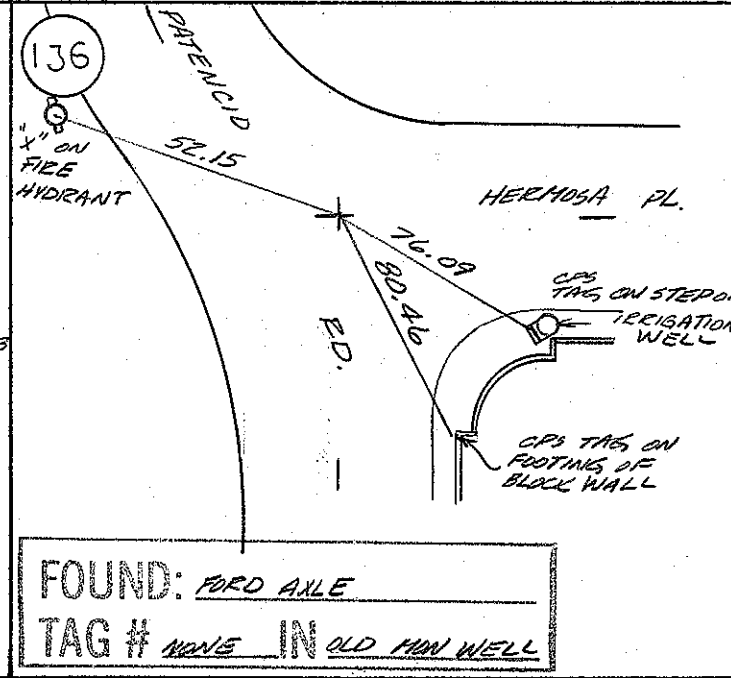 136
PATENCIO
"X" ON
FIRE
HYDRANT
52.15
HERMOSA PL.
76.09
80.46
CPS
TAG ON STEP OF
IRRIGATION
WELL
RD.
CPS TAG ON
FOOTING OF
BLOCK WALL
FOUND: FORD AXLE
TAG # NONE IN OLD MON WELL